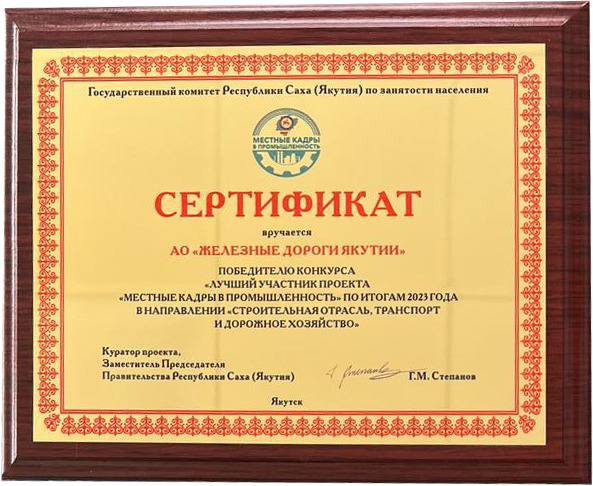 Государственный комитет Республики Саха (Якутия) по занятости населения
МЕСТНЫЕ КАДРЫ
В ПРОМЫШЛЕННОСТЬ
СЕРТИФИКАТ
вручается
АО «ЖЕЛЕЗНЫЕ ДОРОГИ ЯКУТИИ»
ПОБЕДИТЕЛЮ КОНКУРСА
«ЛУЧШИЙ УЧАСТНИК ПРОЕКТА
«МЕСТНЫЕ КАДРЫ В ПРОМЫШЛЕННОСТЬ» ПО ИТОГАМ 2023 ГОДА
В НАПРАВЛЕНИИ «СТРОИТЕЛЬНАЯ ОТРАСЛЬ, ТРАНСПОРТ
И ДОРОЖНОЕ ХОЗЯЙСТВО»
Куратор проекта,
Заместитель Председателя
Правительства Республики Саха (Якутия)
Г.М. Степанов
Якутск